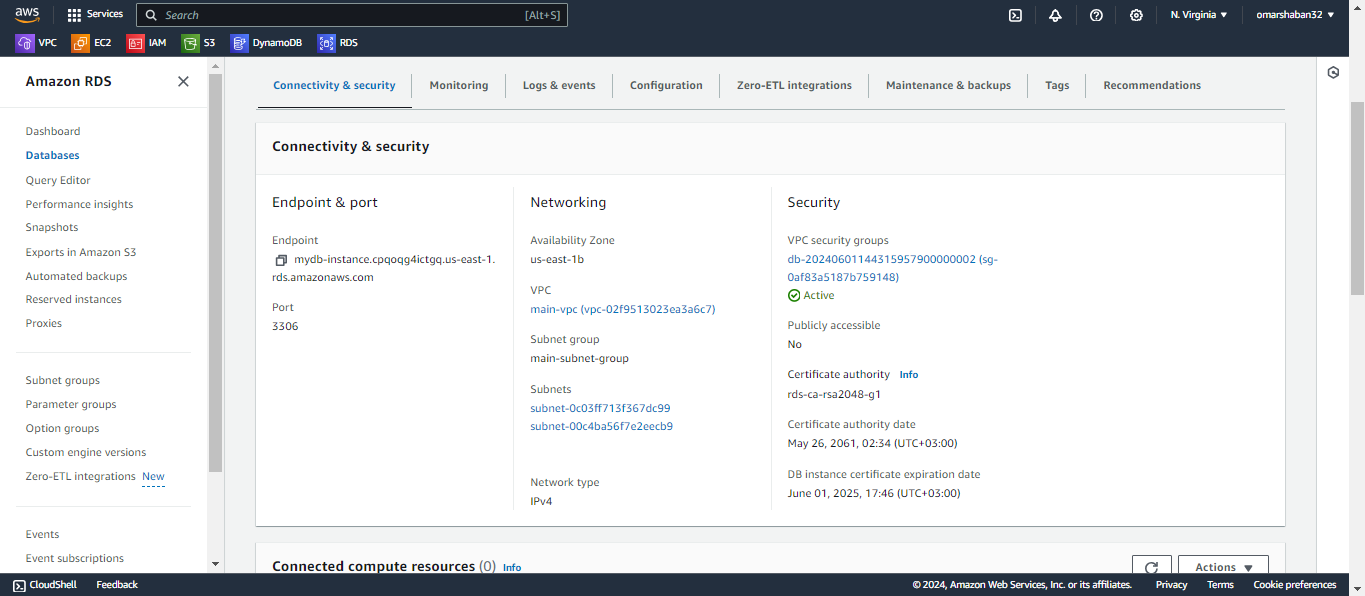 aws
Services
Search
[Alt+S]
N. Virginia
omarshaban32
VPC
EC2
IAM
S3
DynamoDB
RDS
Amazon RDS
Dashboard
Databases
Query Editor
Performance insights
Snapshots
Exports in Amazon S3
Automated backups
Reserved instances
Proxies
Subnet groups
Parameter groups
Option groups
Custom engine versions
Zero-ETL integrations New
Events
Event subscriptions
Connectivity & security
Monitoring
Logs & events
Configuration
Zero-ETL integrations
Maintenance & backups
Tags
Recommendations
Connectivity & security
Endpoint & port
Endpoint
mydb-instance.cpqoqg4ictgq.us-east-1.
rds.amazonaws.com
Port
3306
Networking
Availability Zone
us-east-1b
VPC
main-vpc (vpc-02f9513023ea3a6c7)
Subnet group
main-subnet-group
Subnets
subnet-0c03ff713f367dc99
subnet-00c4ba56f7e2eecb9
Network type
IPv4
Security
VPC security groups
db-20240601144315957900000002 (sg-
0af83a5187b759148)
Active
Publicly accessible
No
Certificate authority Info
rds-ca-rsa2048-g1
Certificate authority date
May 26, 2061, 02:34 (UTC+03:00)
DB instance certificate expiration date
June 01, 2025, 17:46 (UTC+03:00)
Connected compute resources (0) Info
Actions
CloudShell
Feedback
© 2024, Amazon Web Services, Inc. or its affiliates.
Privacy
Terms
Cookie preferences